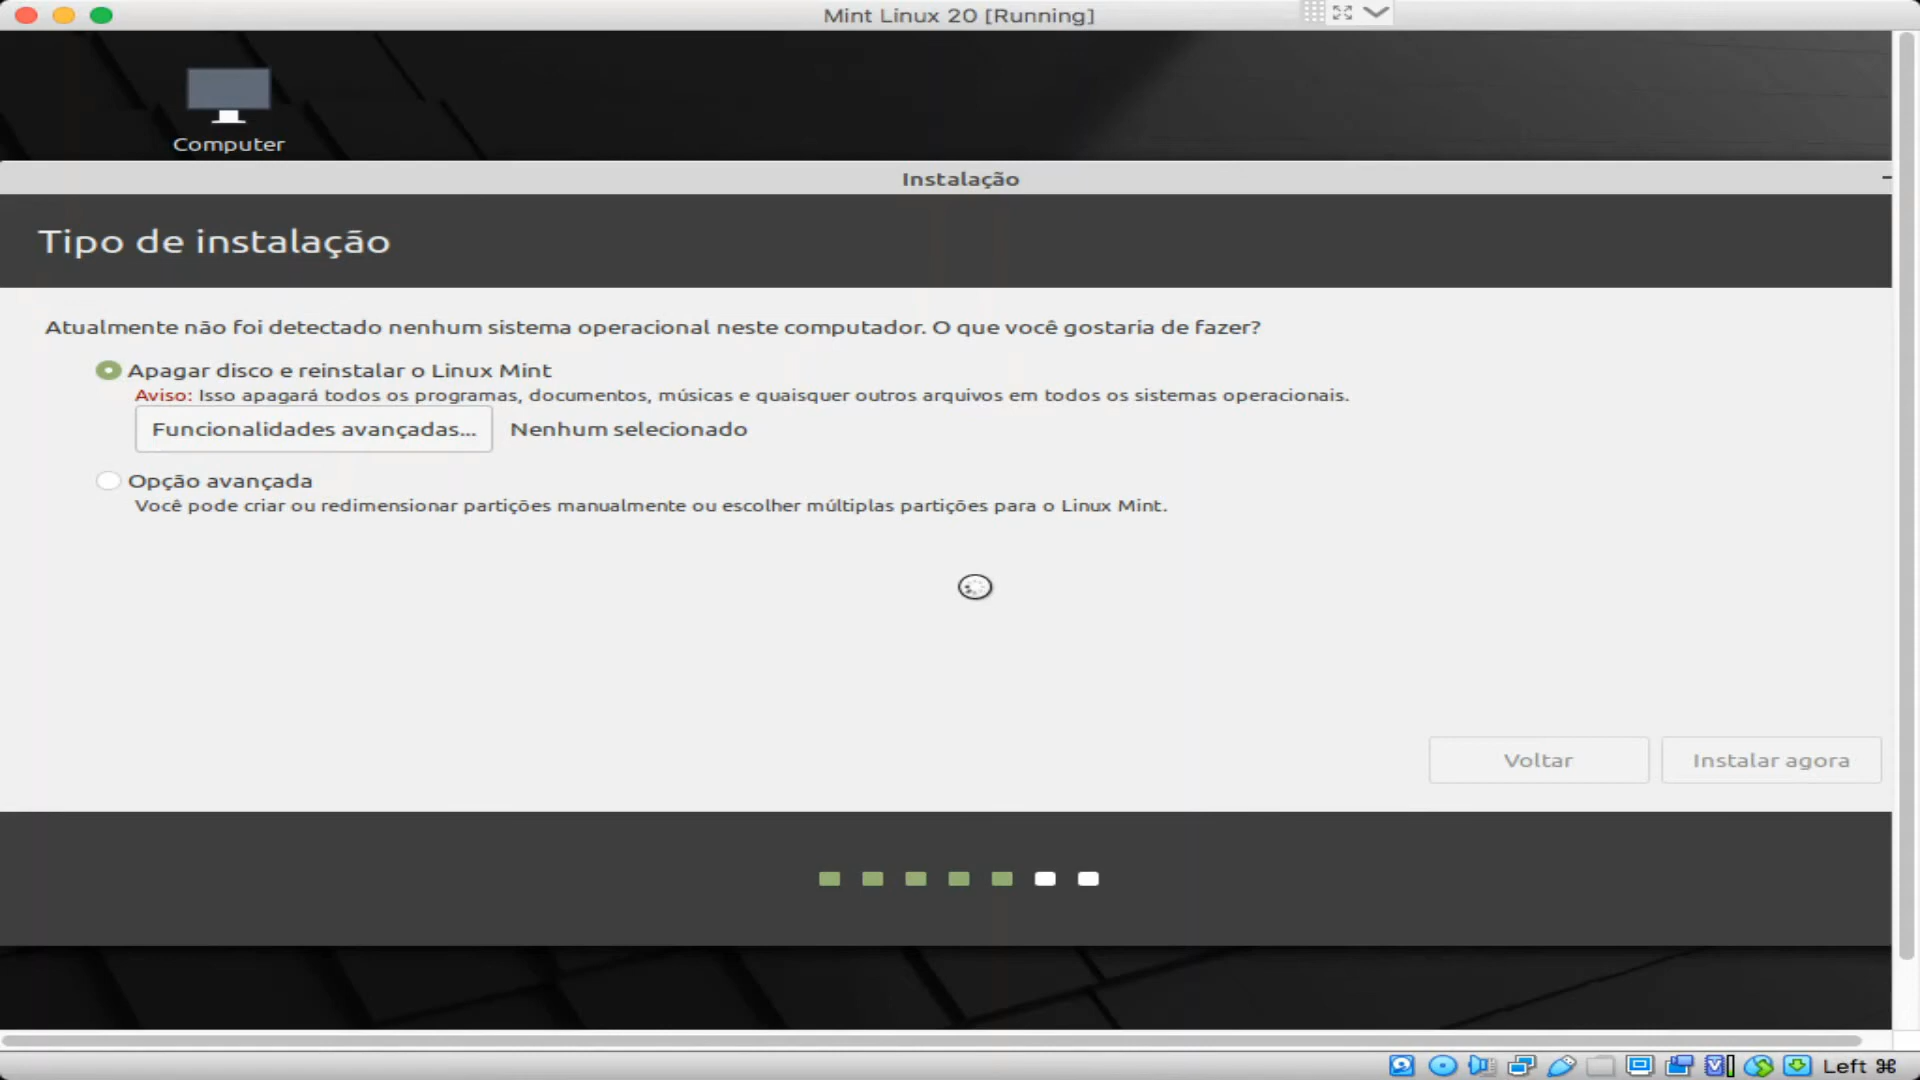 Mint Linux 20 [Running]
Computer
Instalação
Tipo de instalação
Atualmente não foi detectado nenhum sistema operacional neste computador. O que você gostaria de fazer?
Apagar disco e reinstalar o Linux Mint
Aviso: Isso apagará todos os programas, documentos, músicas e quaisquer outros arquivos em todos os sistemas operacionais.
Funcionalidades avançadas... Nenhum selecionado
Opção avançada
Você pode criar ou redimensionar partições manualmente ou escolher múltiplas partições para o Linux Mint.
Voltar Instalar agora
Left ⌘